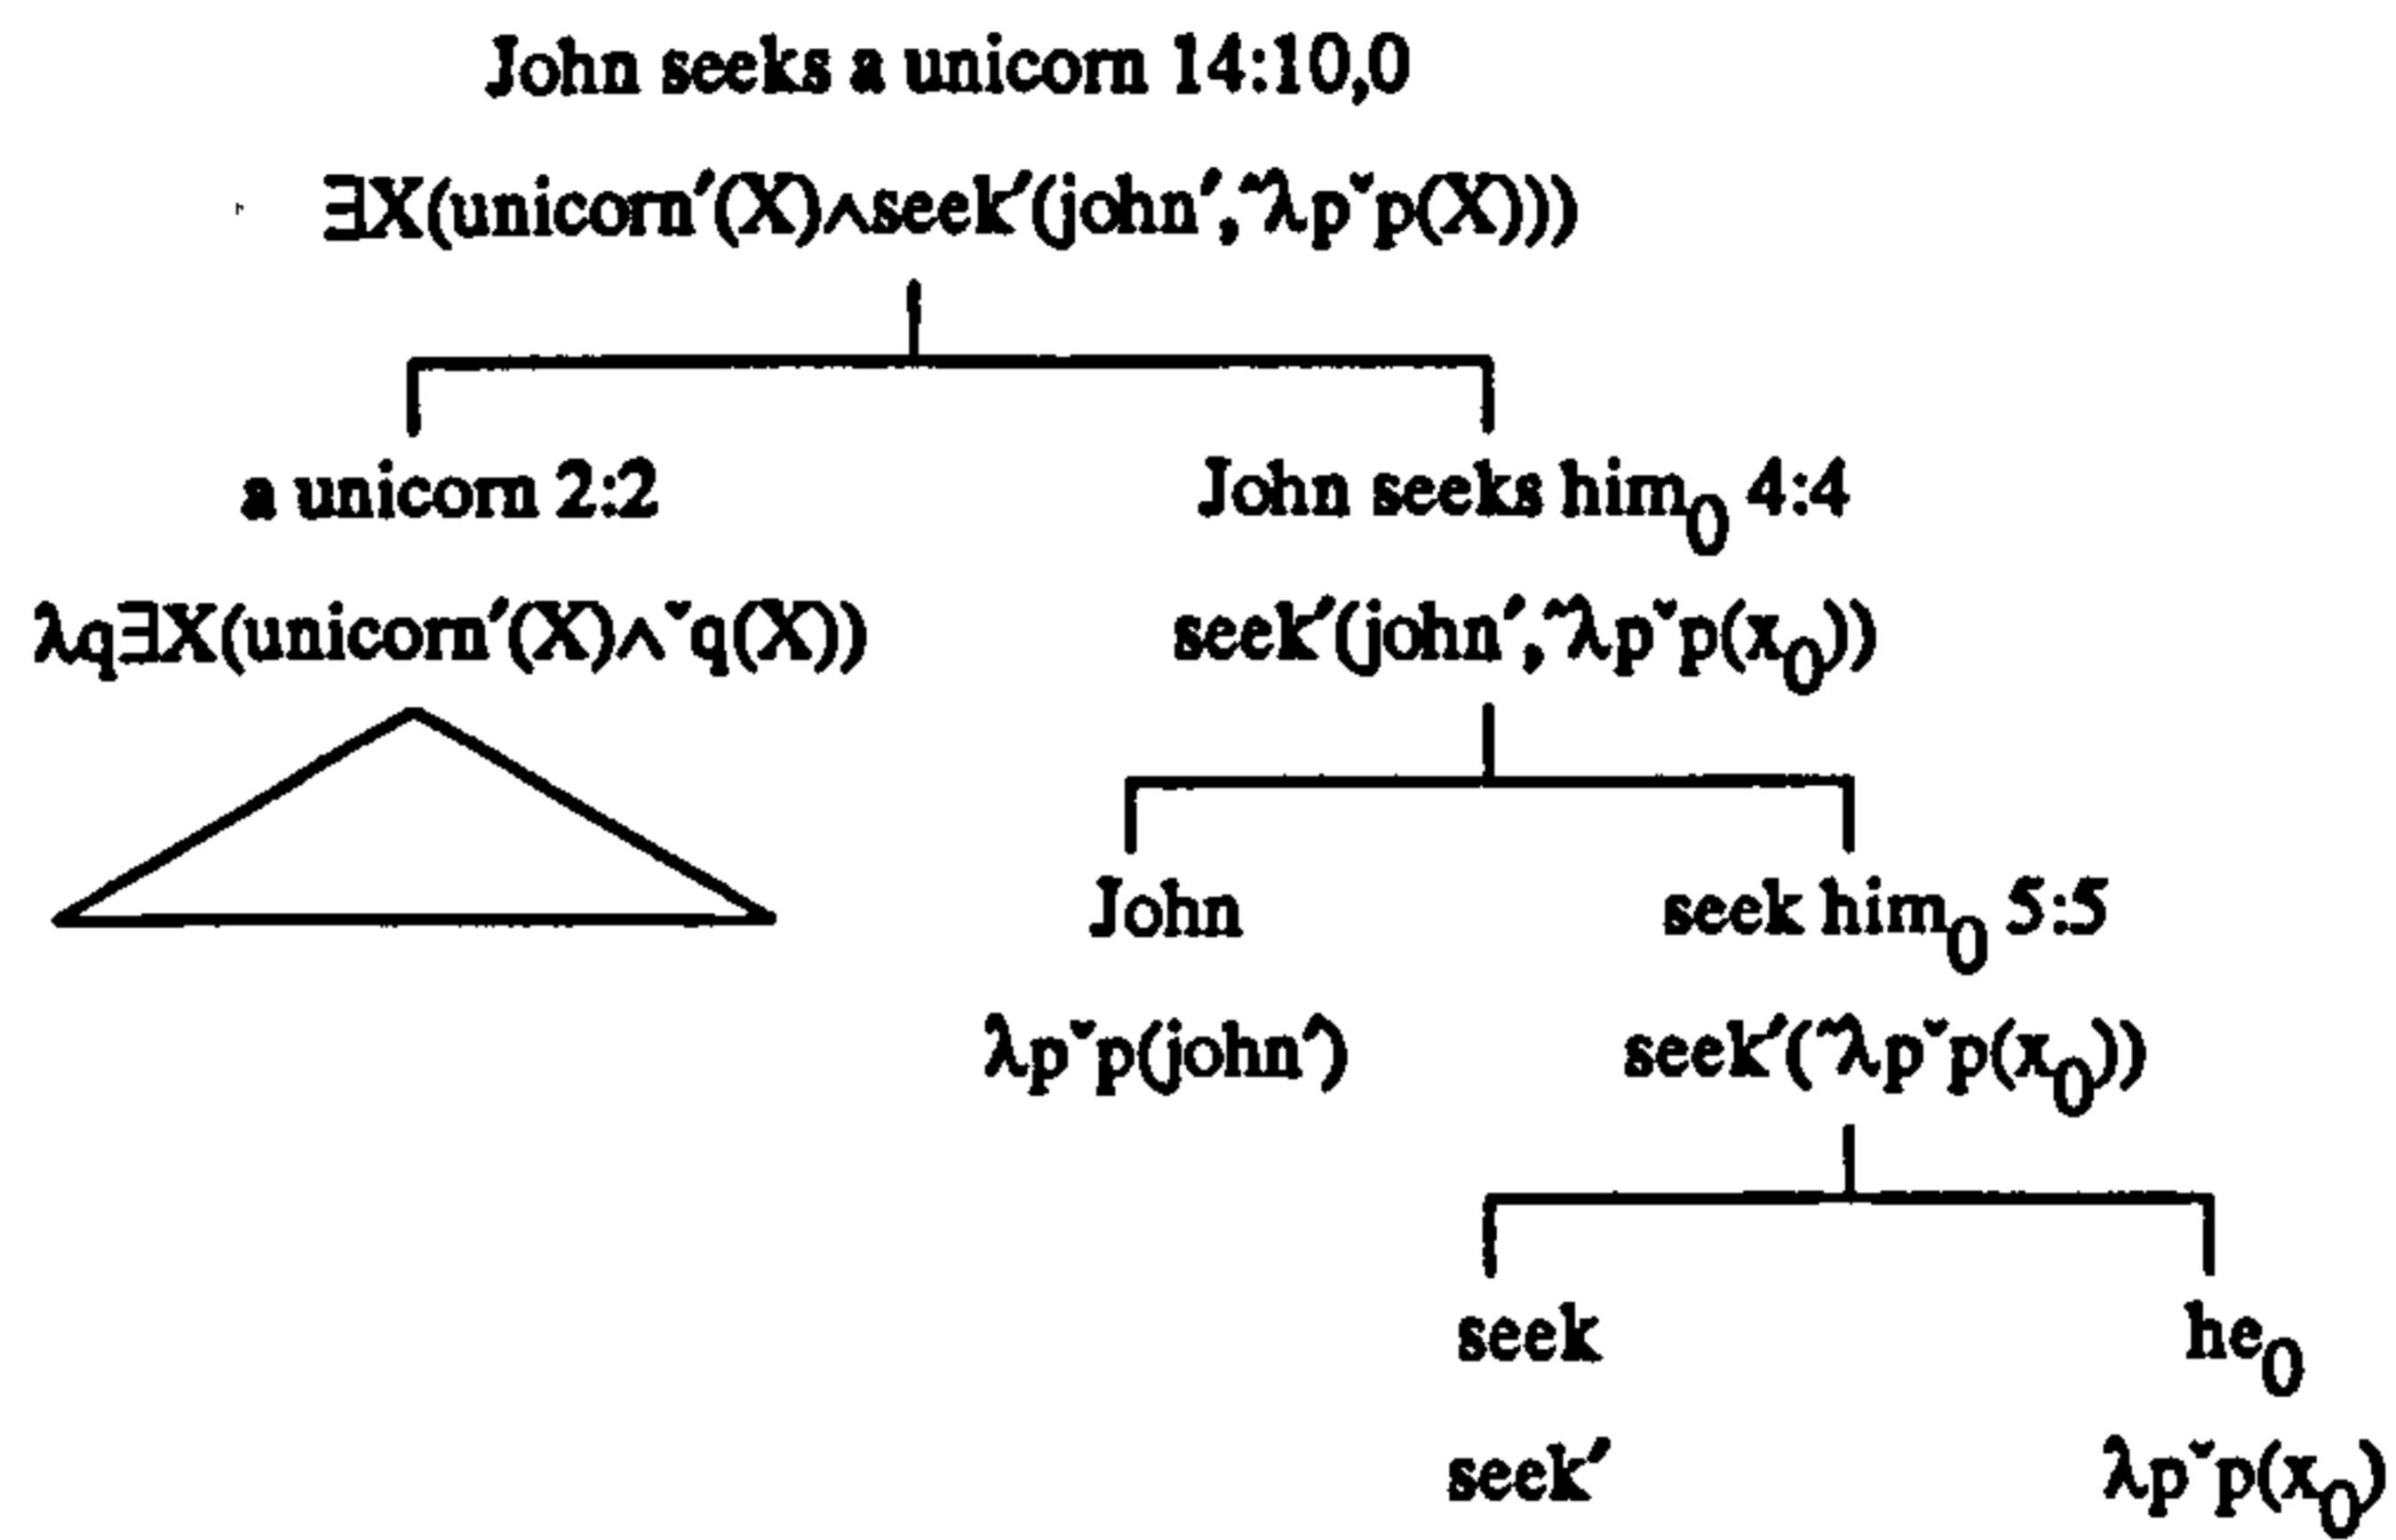 John seeks a unicorn 14:10,0
∃X(unicorn′(X)∧seek′(john′,ˆλpˇp(X)))
a unicorn 2:2
John seeks him₀ 4:4
λq∃X(unicorn′(X)∧ˇq(X))
seek′(john′,ˆλpˇp(x₀))
John
seek him₀ 5:5
λpˇp(john′)
seek′(ˆλpˇp(x₀))
seek
he₀
seek′
λpˇp(x₀)